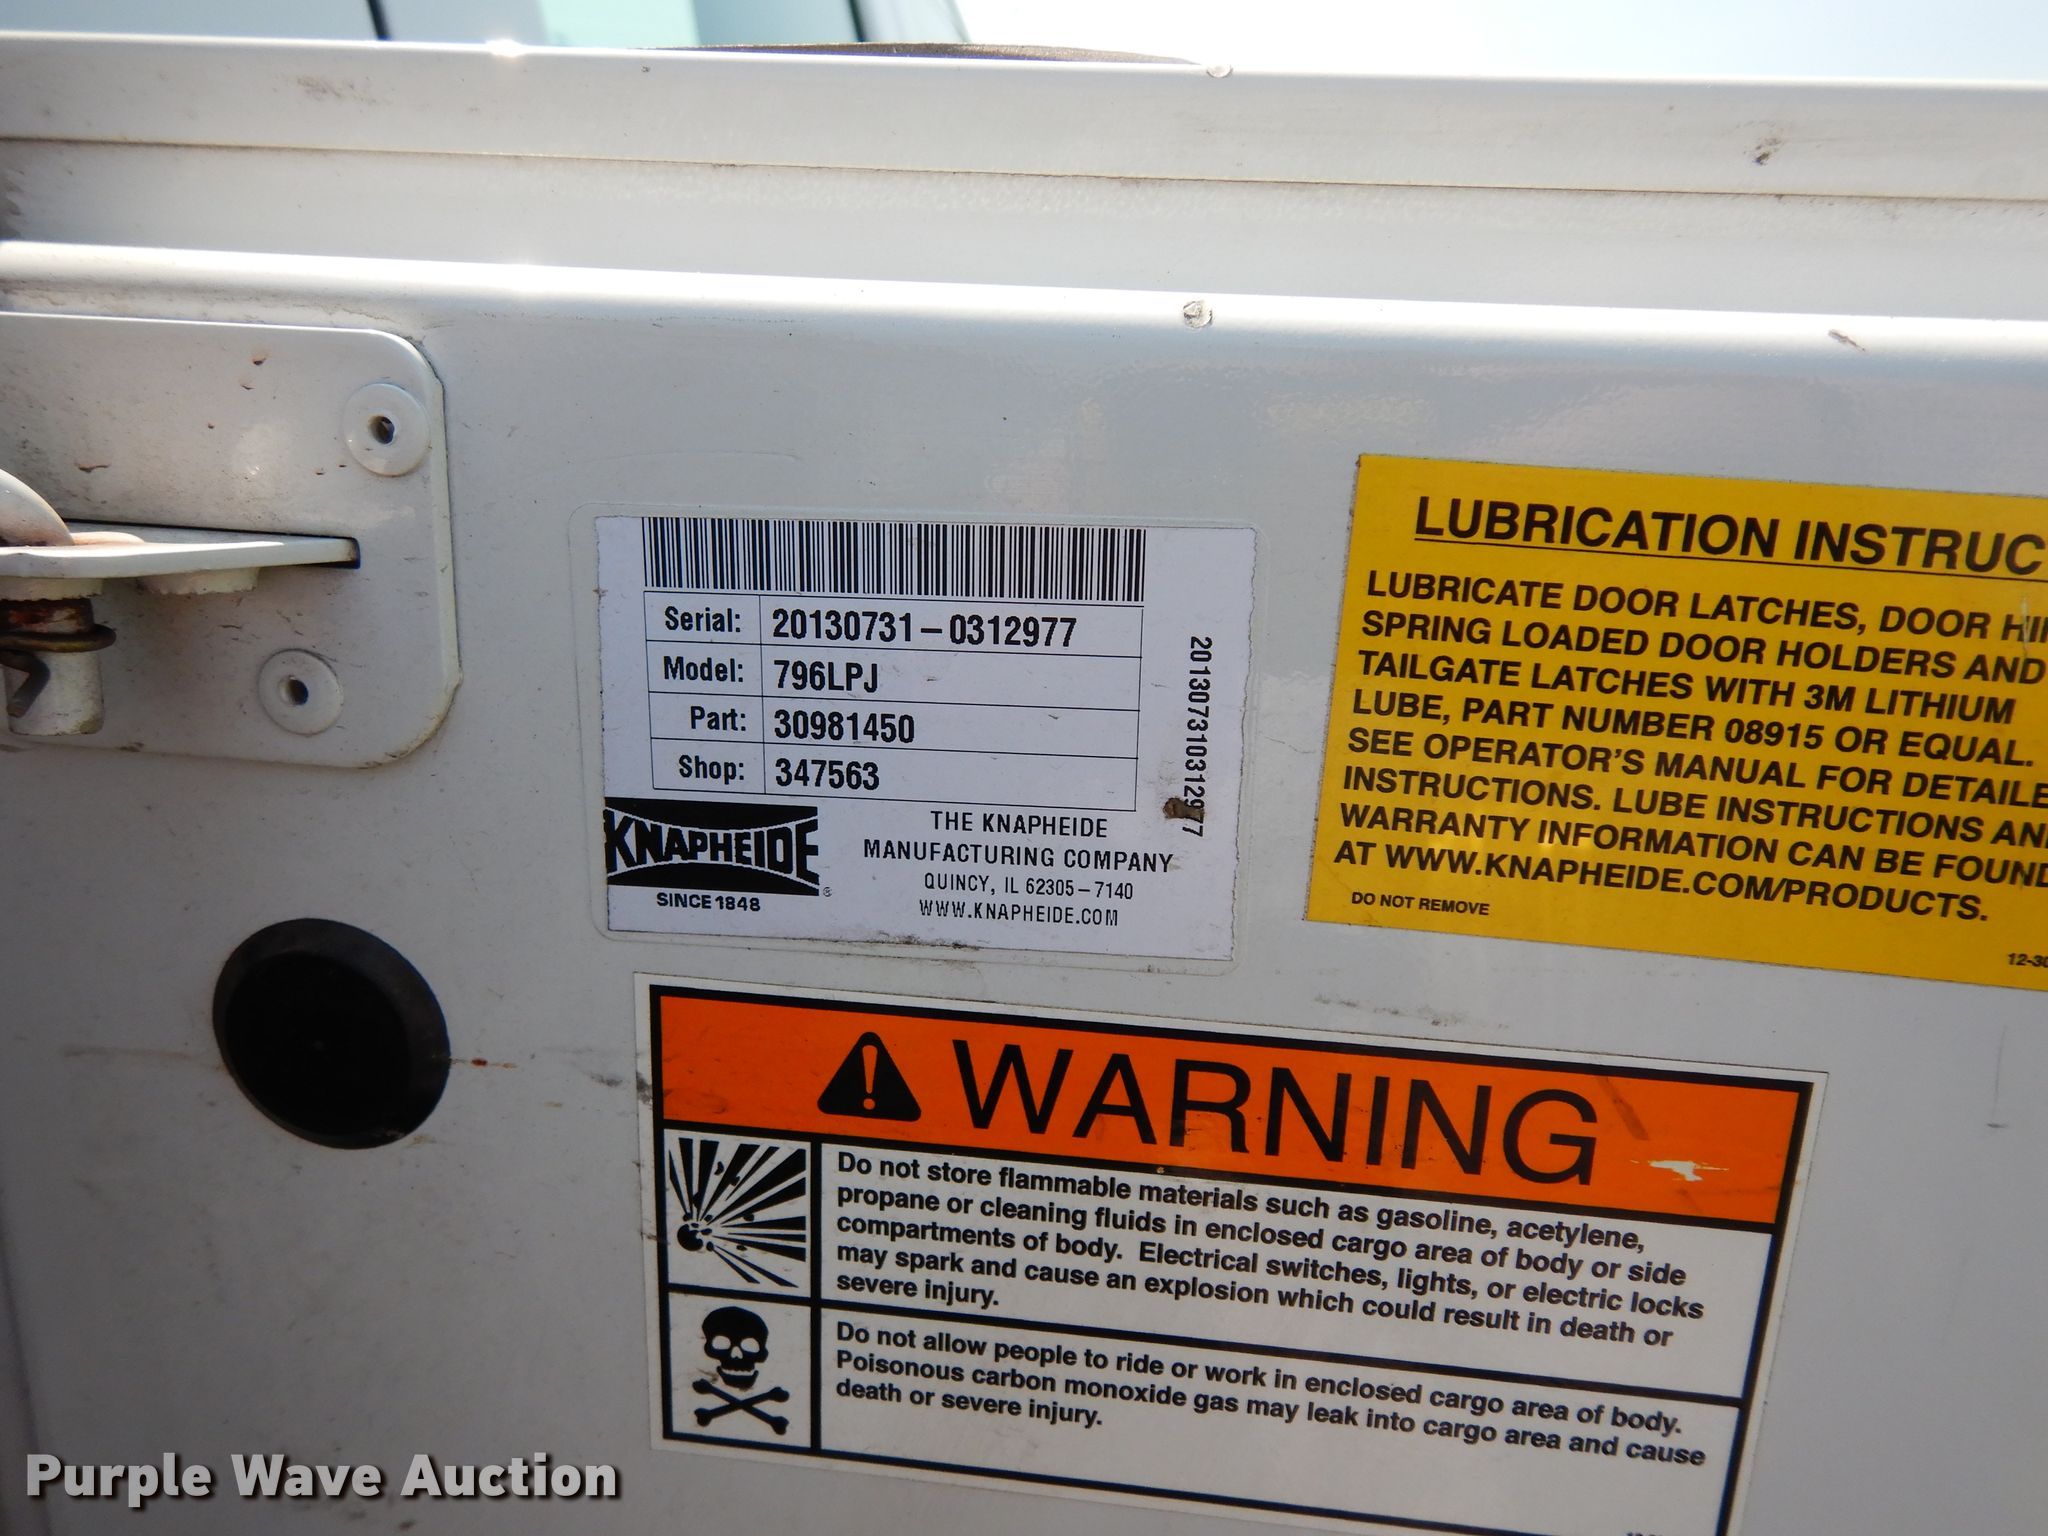 Serial: 20130731-0312977
Model: 796LPJ
Part: 30981450
Shop: 347563
201307310312977
KNAPHEIDE
®
SINCE 1848
THE KNAPHEIDE
MANUFACTURING COMPANY
QUINCY, IL 62305-7140
WWW.KNAPHEIDE.COM
LUBRICATION INSTRUC
LUBRICATE DOOR LATCHES, DOOR HI
SPRING LOADED DOOR HOLDERS AND
TAILGATE LATCHES WITH 3M LITHIUM
LUBE, PART NUMBER 08915 OR EQUAL.
SEE OPERATOR'S MANUAL FOR DETAILE
INSTRUCTIONS. LUBE INSTRUCTIONS AN
WARRANTY INFORMATION CAN BE FOUND
AT WWW.KNAPHEIDE.COM/PRODUCTS.
DO NOT REMOVE
12-30
WARNING
Do not store flammable materials such as gasoline, acetylene,
propane or cleaning fluids in enclosed cargo area of body or side
compartments of body. Electrical switches, lights, or electric locks
may spark and cause an explosion which could result in death or
severe injury.
Do not allow people to ride or work in enclosed cargo area of body.
Poisonous carbon monoxide gas may leak into cargo area and cause
death or severe injury.
Purple Wave Auction